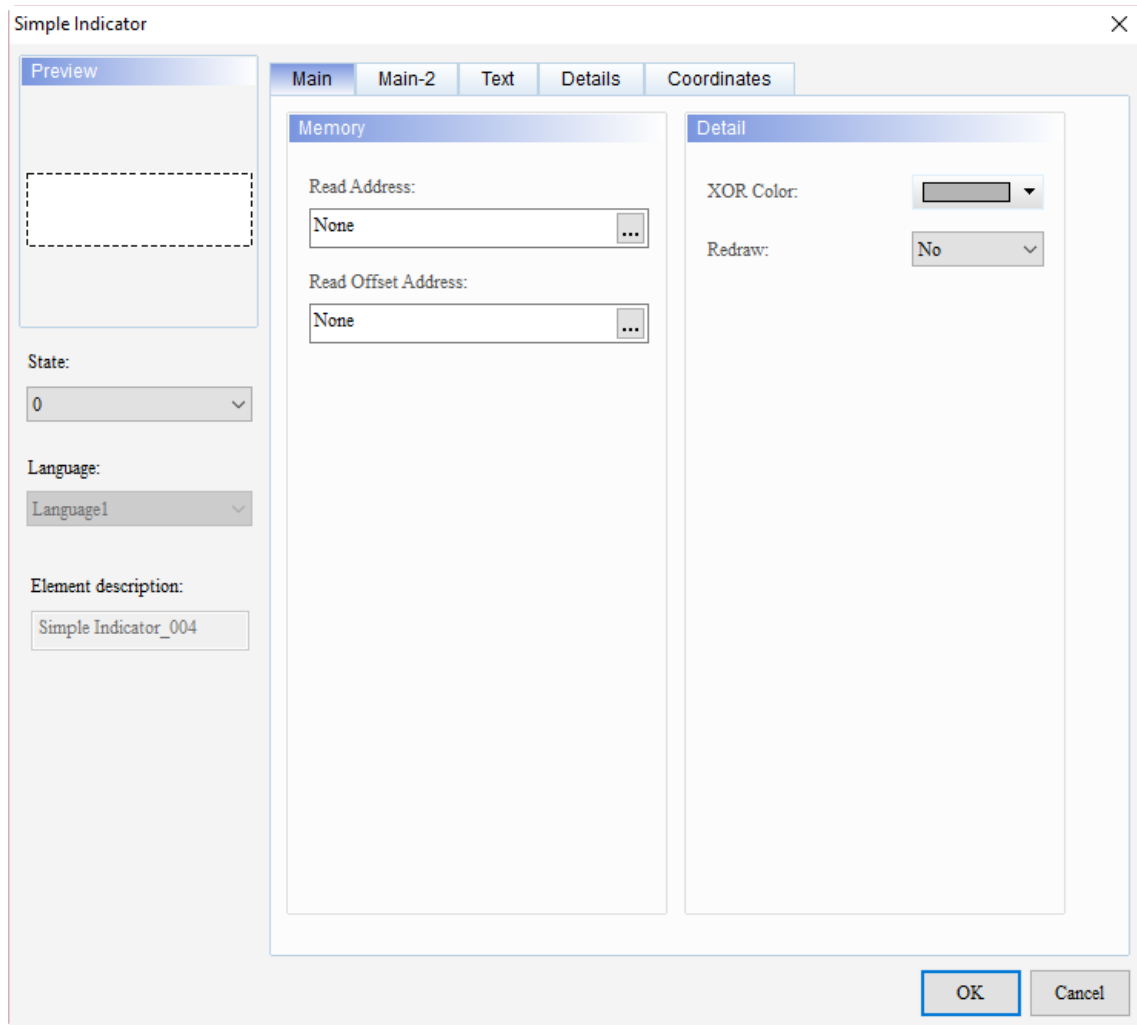 Simple Indicator
Preview
State:
0
Language:
Language1
Element description:
Simple Indicator_004
Main
Main-2
Text
Details
Coordinates
Memory
Read Address:
None
...
Read Offset Address:
None
...
Detail
XOR Color:
Redraw:
No
OK
Cancel